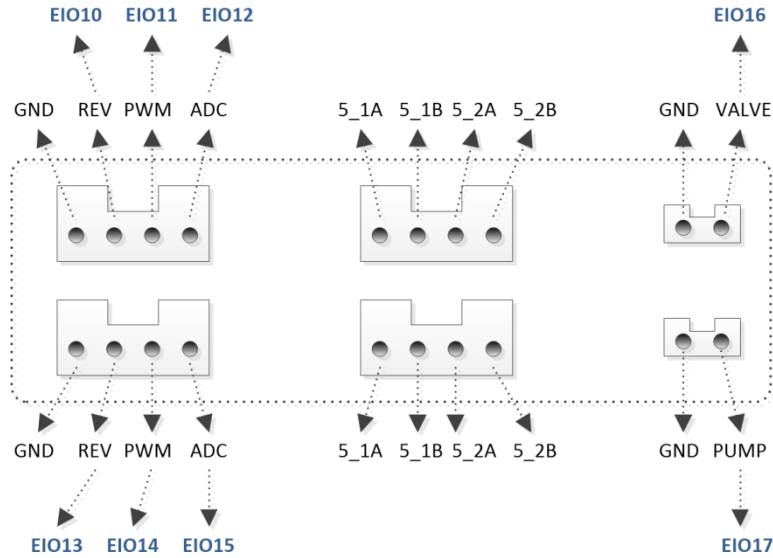 EIO10 EIO11 EIO12 EIO16
GND REV PWM ADC 5_1A 5_1B 5_2A 5_2B GND VALVE
GND REV PWM ADC 5_1A 5_1B 5_2A 5_2B GND PUMP
EIO13 EIO14 EIO15 EIO17